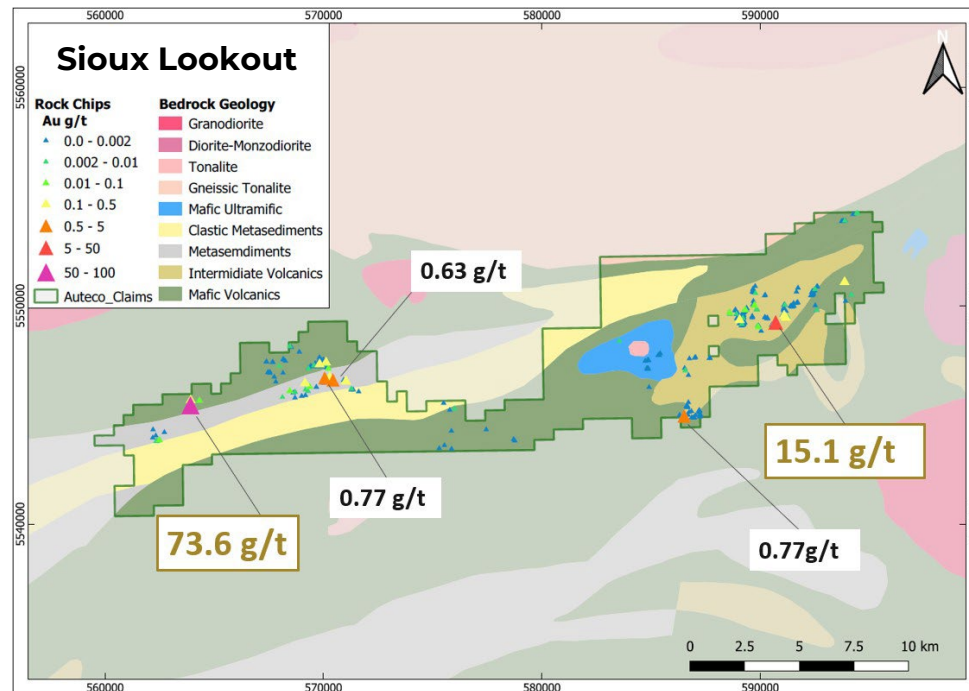 560000
570000
580000
590000
Sioux Lookout
N
5560000
Rock Chips
Au g/t
0.0 - 0.002
0.002 - 0.01
0.01 - 0.1
0.1 - 0.5
0.5 - 5
5 - 50
50 - 100
Auteco_Claims
Bedrock Geology
Granodiorite
Diorite-Monzodiorite
Tonalite
Gneissic Tonalite
Mafic Ultramific
Clastic Metasediments
Metasemdiments
Intermidiate Volcanics
Mafic Volcanics
0.63 g/t
5550000
15.1 g/t
0.77 g/t
73.6 g/t
0.77g/t
5540000
0
2.5
5
7.5
10 km
560000
570000
580000
590000